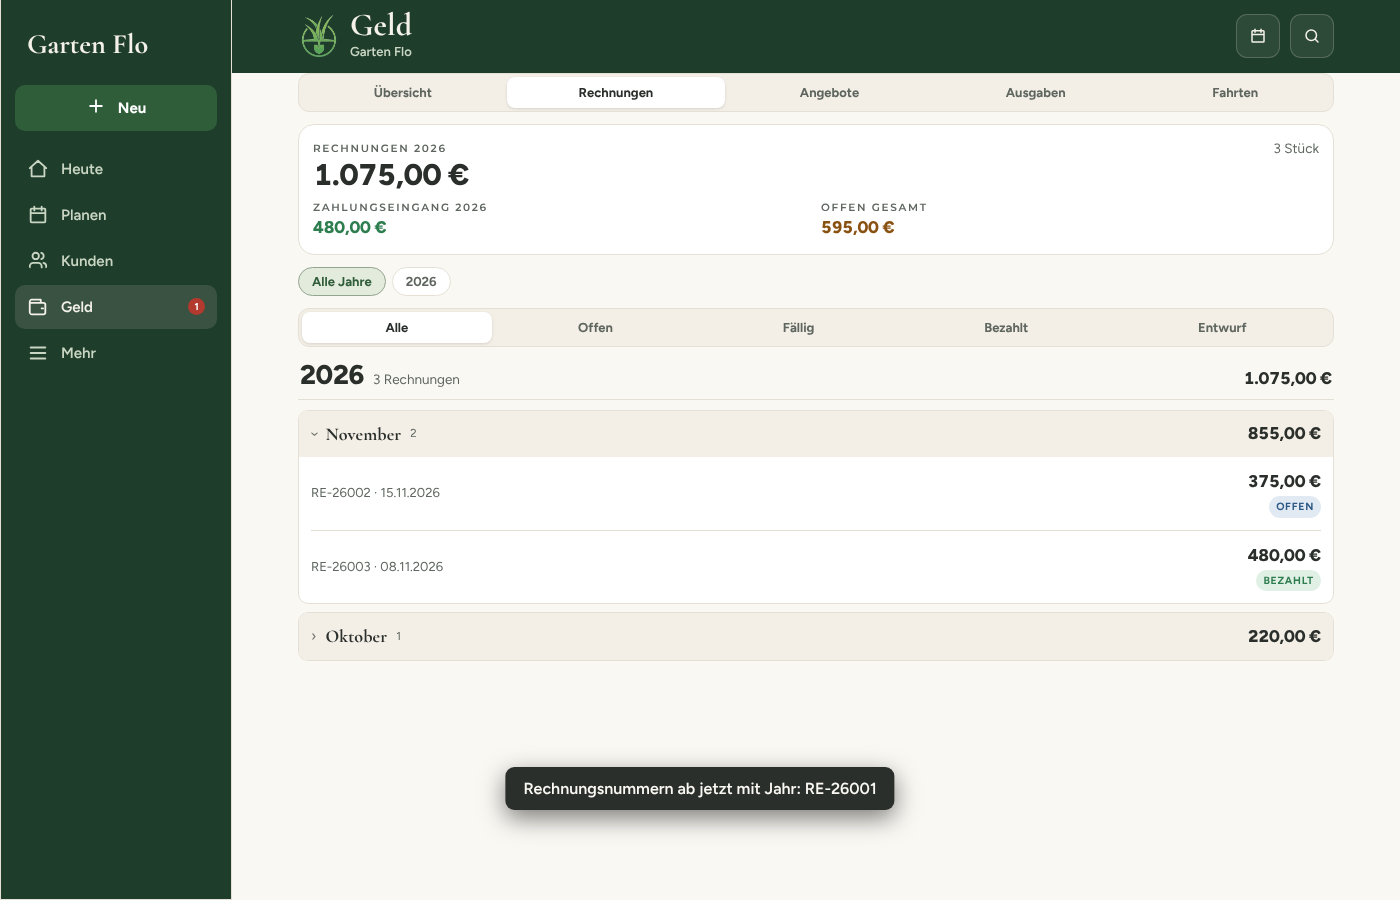 Garten Flo
Neu
Heute
Planen
Kunden
Geld 1
Mehr
Geld
Garten Flo
Übersicht Rechnungen Angebote Ausgaben Fahrten
RECHNUNGEN 2026 3 Stück
1.075,00 €
ZAHLUNGSEINGANG 2026 OFFEN GESAMT
480,00 € 595,00 €
Alle Jahre 2026
Alle Offen Fällig Bezahlt Entwurf
2026 3 Rechnungen 1.075,00 €
November 2 855,00 €
RE-26002 · 15.11.2026 375,00 €
OFFEN
RE-26003 · 08.11.2026 480,00 €
BEZAHLT
Oktober 1 220,00 €
Rechnungsnummern ab jetzt mit Jahr: RE-26001